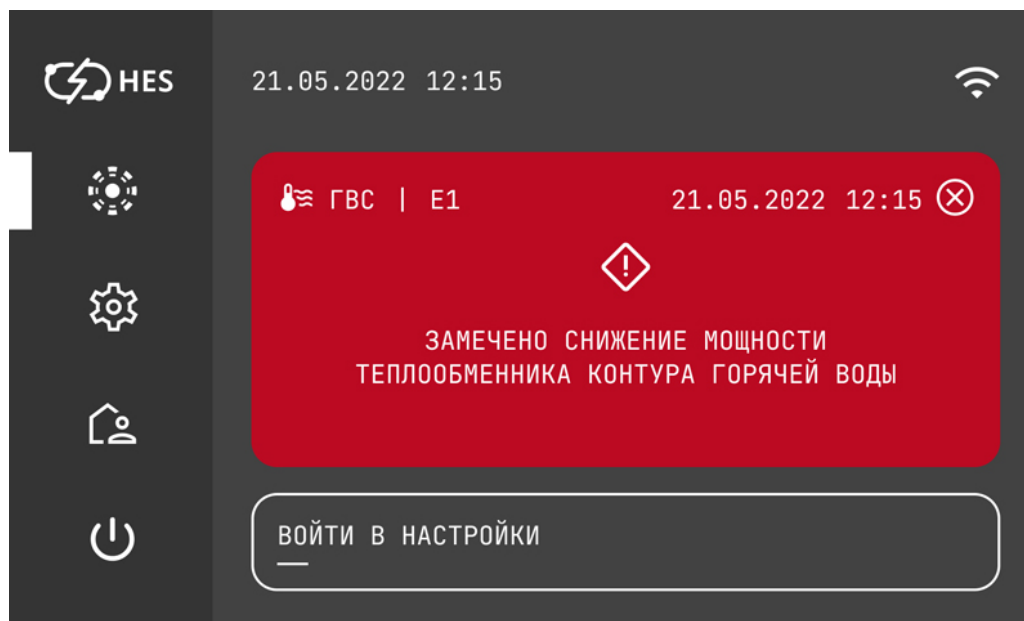 HES
21.05.2022 12:15
ГВС | E1
21.05.2022 12:15
ЗАМЕЧЕНО СНИЖЕНИЕ МОЩНОСТИ
ТЕПЛООБМЕННИКА КОНТУРА ГОРЯЧЕЙ ВОДЫ
ВОЙТИ В НАСТРОЙКИ